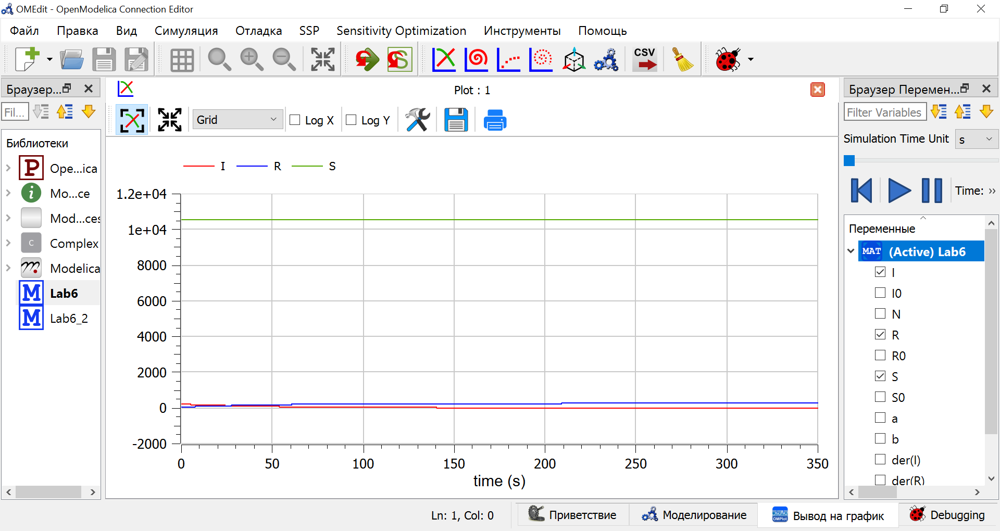 OMEdit - OpenModelica Connection Editor
Файл Правка Вид Симуляция Отладка SSP Sensitivity Optimization Инструменты Помощь
CSV
Браузер...
Fil...
Библиотеки
P Ope...ica
i Mo...ce
Mod...ces
C Complex
m Modelica
M Lab6
M Lab6_2
Plot : 1
Grid Log X Log Y
I R S
1.2e+04
1e+04
8000
6000
4000
2000
0
-2000
0 50 100 150 200 250 300 350
time (s)
Браузер Перемен...
Filter Variables
Simulation Time Unit s
Time: »
Переменные
MAT (Active) Lab6
I
I0
N
R
R0
S
S0
a
b
der(I)
der(R)
Ln: 1, Col: 0 Приветствие Моделирование OMPlot Вывод на график Debugging